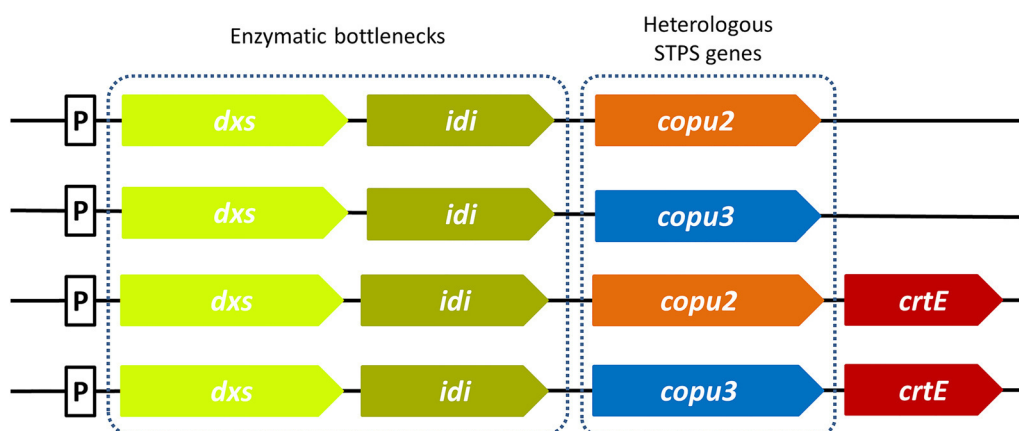 Enzymatic bottlenecks
Heterologous
STPS genes
P dxs idi copu2
P dxs idi copu3
P dxs idi copu2 crtE
P dxs idi copu3 crtE